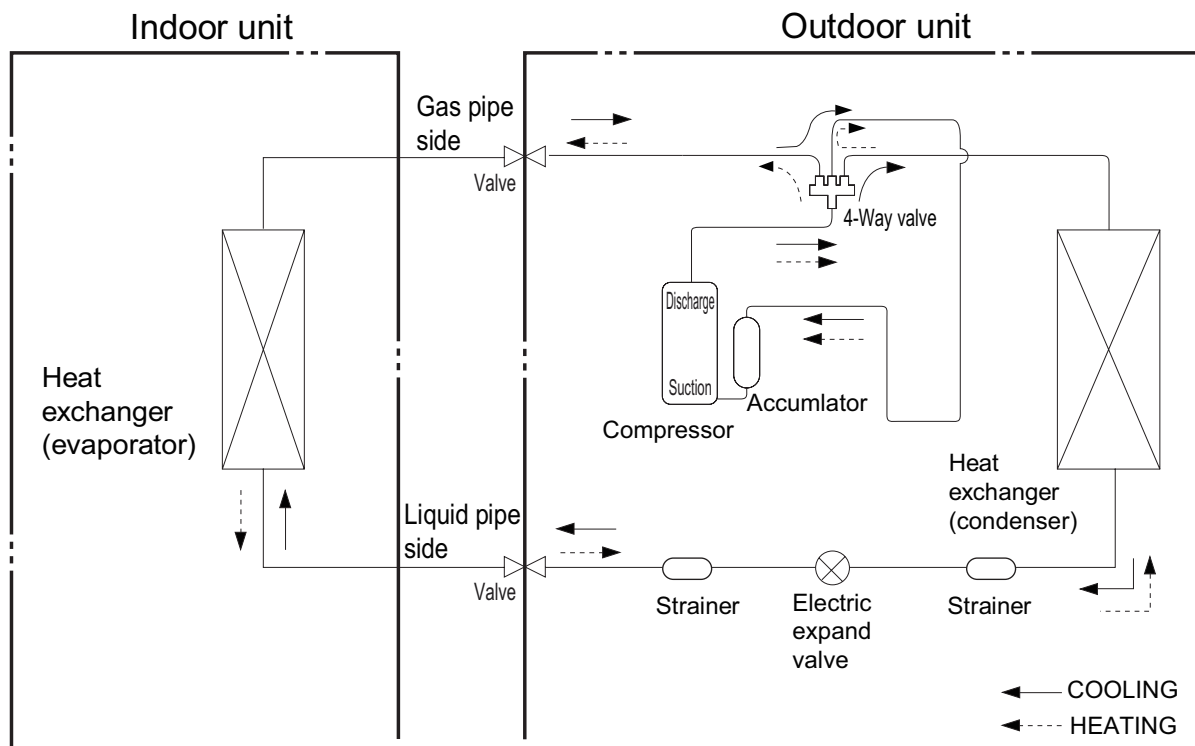 Indoor unit
Outdoor unit
Gas pipe
side
Valve
4-Way valve
Discharge
Suction
Compressor
Accumlator
Heat
exchanger
(evaporator)
Heat
exchanger
(condenser)
Liquid pipe
side
Valve
Strainer
Electric
expand
valve
Strainer
COOLING
HEATING